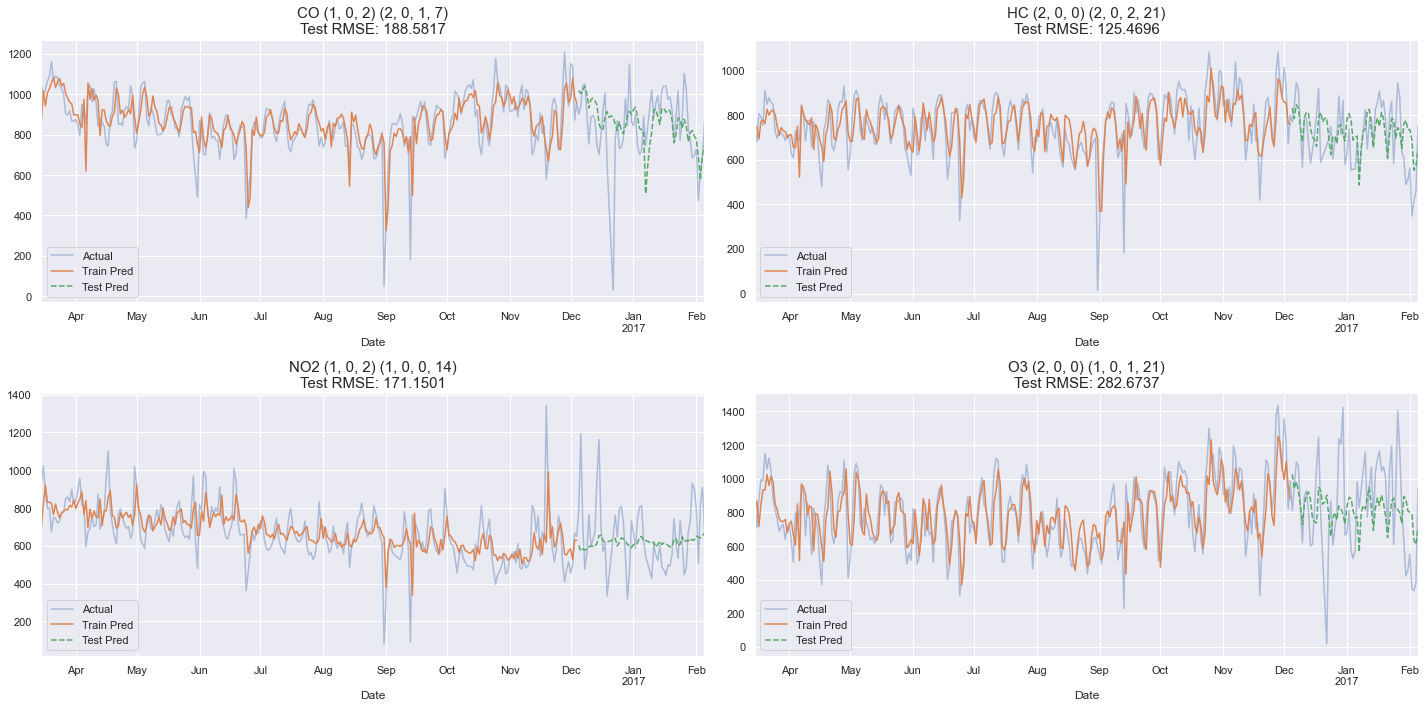 CO (1, 0, 2) (2, 0, 1, 7)
Test RMSE: 188.5817
1200
1000
800
600
400
200
0
Actual
Train Pred
Test Pred
Apr May Jun Jul Aug Sep Oct Nov Dec Jan Feb
2017
Date
HC (2, 0, 0) (2, 0, 2, 21)
Test RMSE: 125.4696
1000
800
600
400
200
0
Actual
Train Pred
Test Pred
Apr May Jun Jul Aug Sep Oct Nov Dec Jan Feb
2017
Date
NO2 (1, 0, 2) (1, 0, 0, 14)
Test RMSE: 171.1501
1400
1200
1000
800
600
400
200
Actual
Train Pred
Test Pred
Apr May Jun Jul Aug Sep Oct Nov Dec Jan Feb
2017
Date
O3 (2, 0, 0) (1, 0, 1, 21)
Test RMSE: 282.6737
1400
1200
1000
800
600
400
200
0
Actual
Train Pred
Test Pred
Apr May Jun Jul Aug Sep Oct Nov Dec Jan Feb
2017
Date